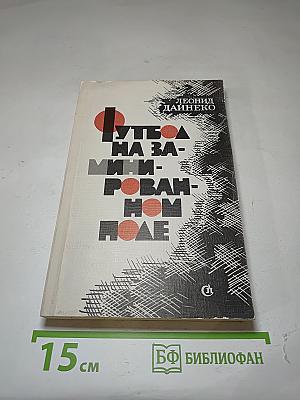 ЛЕОНИД
ДАЙНЕКО
ФУТБОЛ
НА ЗА-
МИНИ-
РОВАН-
НОМ
ПОЛЕ
15 см
БФ БИБЛИОФАН